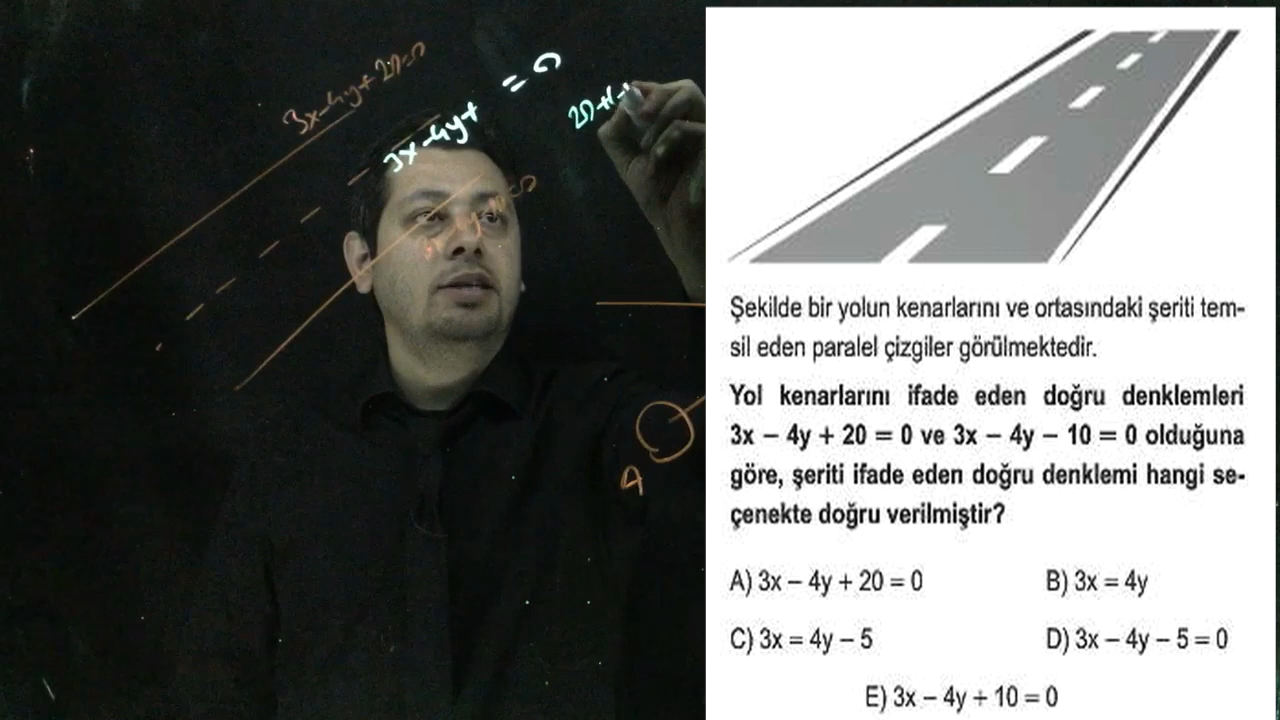 3x-4y+20=0
3x-4y+ =0
Şekilde bir yolun kenarlarını ve ortasındaki şeriti tem-
sil eden paralel çizgiler görülmektedir.
Yol kenarlarını ifade eden doğru denklemleri
3x – 4y + 20 = 0 ve 3x – 4y – 10 = 0 olduğuna
göre, şeriti ifade eden doğru denklemi hangi se-
çenekte doğru verilmiştir?
A) 3x – 4y + 20 = 0
B) 3x = 4y
C) 3x = 4y – 5
D) 3x – 4y – 5 = 0
E) 3x – 4y + 10 = 0